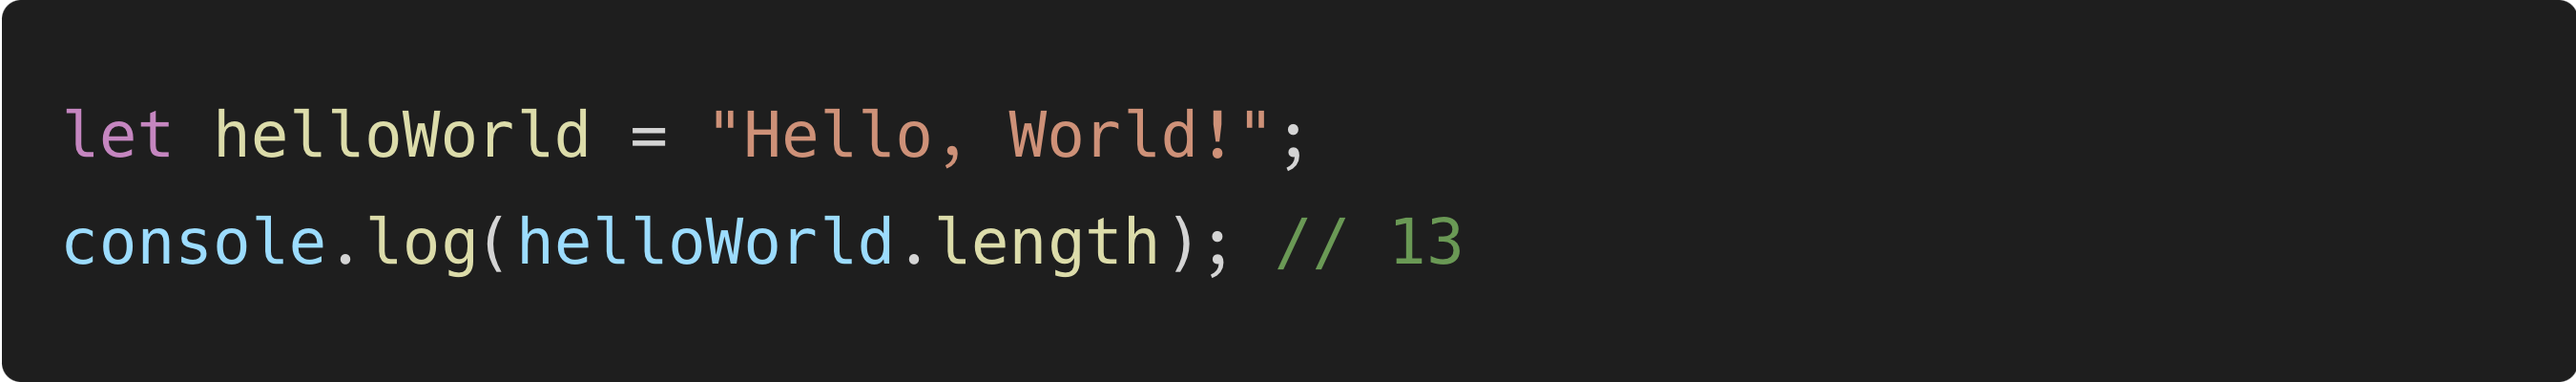 let helloWorld = "Hello, World!";
console.log(helloWorld.length); // 13